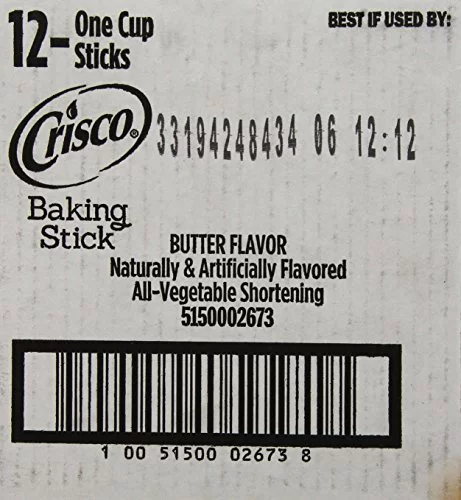 12- One Cup Sticks
BEST IF USED BY:
Crisco®
33194248434 06 12:12
Baking
Stick
BUTTER FLAVOR
Naturally & Artificially Flavored
All-Vegetable Shortening
5150002673
1 00 51500 02673 8